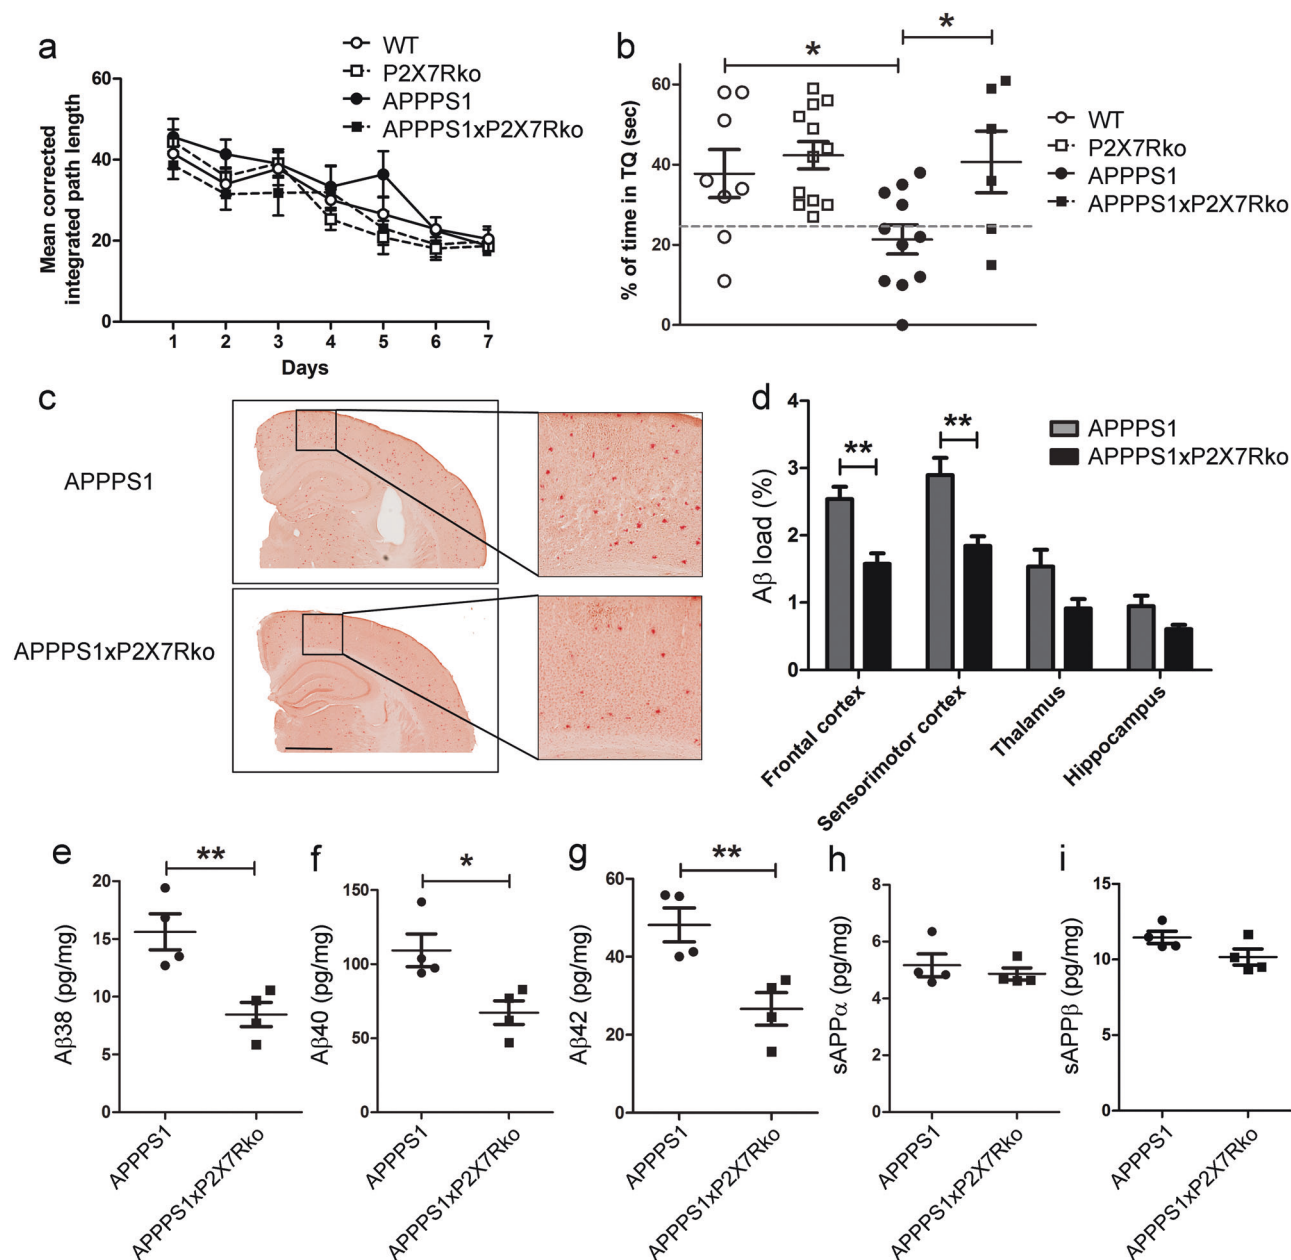 a
WT
P2X7Rko
APPPS1
APPPS1xP2X7Rko
Mean corrected
integrated path length
60
40
20
0
1 2 3 4 5 6 7
Days
b
*
*
% of time in TQ (sec)
60
40
20
0
WT
P2X7Rko
APPPS1
APPPS1xP2X7Rko
c
APPPS1
APPPS1xP2X7Rko
d
Aβ load (%)
4
3
2
1
0
**
**
APPPS1
APPPS1xP2X7Rko
Frontal cortex
Sensorimotor cortex
Thalamus
Hippocampus
e
**
Aβ38 (pg/mg)
20
15
10
5
0
APPPS1
APPPS1xP2X7Rko
f
*
Aβ40 (pg/mg)
150
100
50
0
APPPS1
APPPS1xP2X7Rko
g
**
Aβ42 (pg/mg)
60
40
20
0
APPPS1
APPPS1xP2X7Rko
h
sAPPα (pg/mg)
8
6
4
2
0
APPPS1
APPPS1xP2X7Rko
i
sAPPβ (pg/mg)
15
10
5
0
APPPS1
APPPS1xP2X7Rko